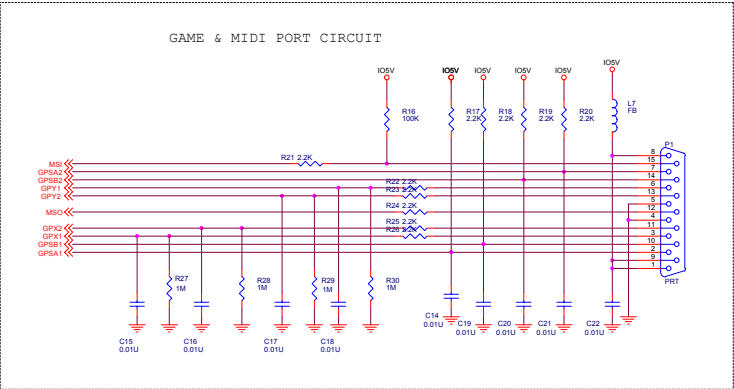 GAME & MIDI PORT CIRCUIT
IO5V
IO5V
IO5V
IO5V
IO5V
IO5V
R16
100K
R17
2.2K
R18
2.2K
R19
2.2K
R20
2.2K
L7
FB
P1
R21 2.2K
MSI
GPSA2
GPSB2
GPY1
GPY2
MSO
GPX2
GPX1
GPSB1
GPSA1
R22 2.2K
R23 2.2K
R24 2.2K
R25 2.2K
R26 2.2K
8
15
7
14
6
13
5
12
4
11
3
10
2
9
1
PRT
R27
1M
R28
1M
R29
1M
R30
1M
C15
0.01U
C16
0.01U
C17
0.01U
C18
0.01U
C14
0.01U
C19
0.01U
C20
0.01U
C21
0.01U
C22
0.01U